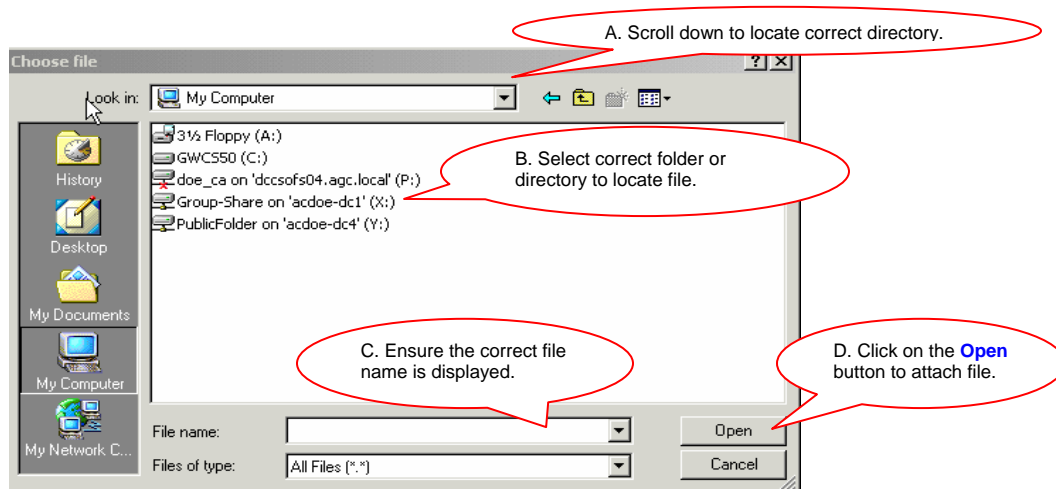 A. Scroll down to locate correct directory.
Choose file
Look in:
My Computer
3½ Floppy (A:)
GWCS50 (C:)
doe_ca on 'dccsofs04.agc.local' (P:)
Group-Share on 'acdoe-dc1' (X:)
PublicFolder on 'acdoe-dc4' (Y:)
B. Select correct folder or
directory to locate file.
History
Desktop
My Documents
My Computer
My Network C...
C. Ensure the correct file
name is displayed.
D. Click on the Open
button to attach file.
File name:
Open
Files of type:
All Files (*.*)
Cancel